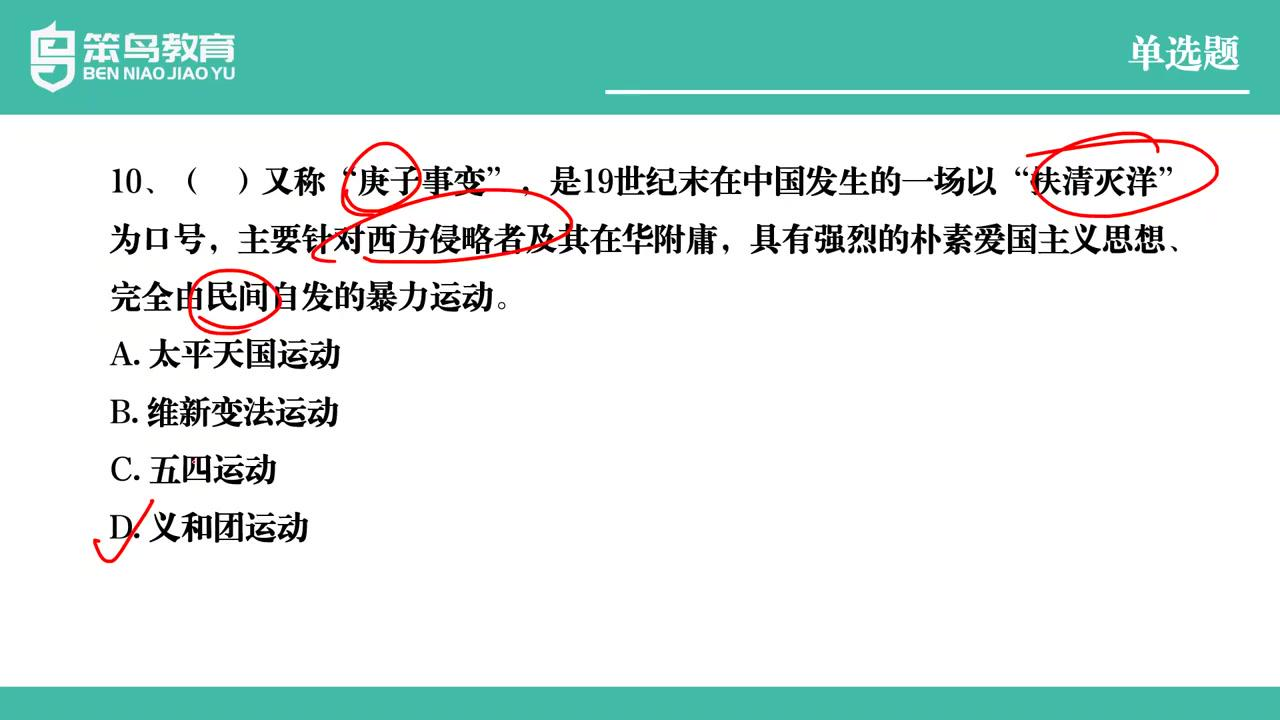 笨鸟教育
BEN NIAO JIAO YU
单选题
10、（ ）又称“庚子事变”，是19世纪末在中国发生的一场以“扶清灭洋”
为口号，主要针对西方侵略者及其在华附庸，具有强烈的朴素爱国主义思想、
完全由民间自发的暴力运动。
A. 太平天国运动
B. 维新变法运动
C. 五四运动
D. 义和团运动